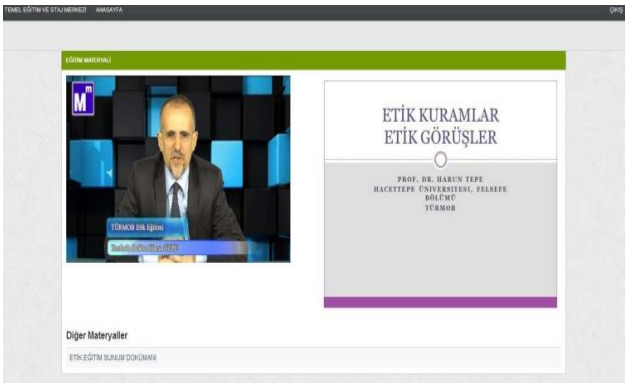 TEMEL EĞİTİM VE STAJ MERKEZİ ANASAYFA ÇIKIŞ
EĞİTİM MATERYALİ
Mm
TÜRMOB Etik Eğitimi
ETİK KURAMLAR
ETİK GÖRÜŞLER
PROF. DR. HARUN TEPE
HACETTEPE ÜNİVERSİTESİ, FELSEFE
BÖLÜMÜ
TÜRMOB
Diğer Materyaller
ETİK EĞİTİM SUNUM DOKÜMANI